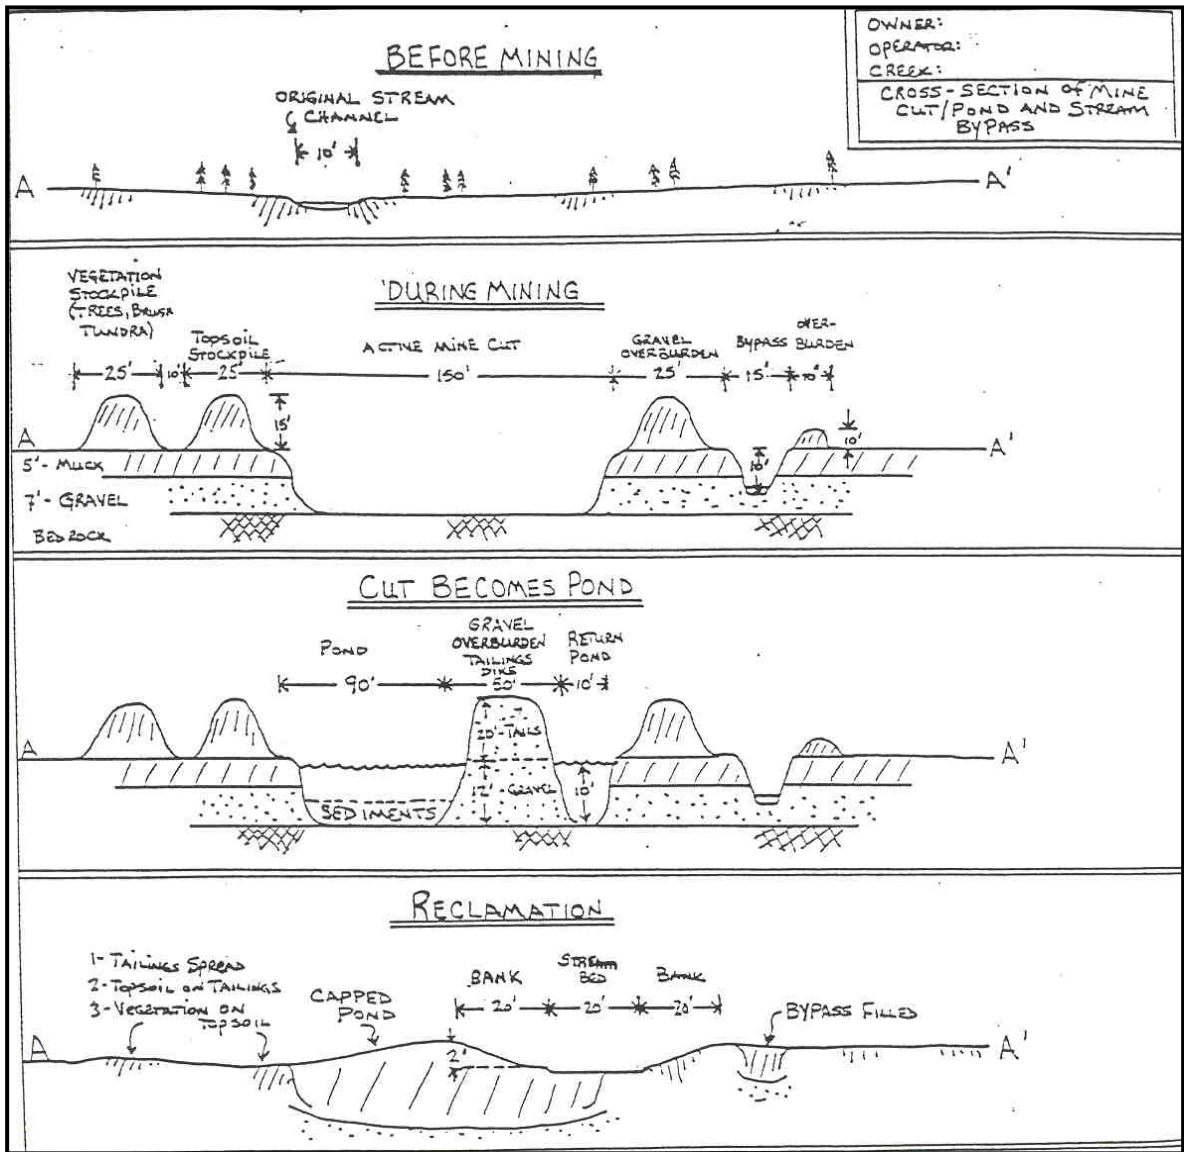 OWNER:
OPERATOR:
CREEK:
CROSS-SECTION OF MINE
CUT/POND AND STREAM
BYPASS
BEFORE MINING
ORIGINAL STREAM
℄ CHANNEL
10'
A
A'
DURING MINING
VEGETATION
STOCKPILE
(TREES, BRUSH
TUNDRA)
TOPSOIL
STOCKPILE
ACTIVE MINE CUT
GRAVEL
OVERBURDEN
BYPASS
OVER-
BURDEN
25' 10' 25' 150' 25' 15' 10'
15'
10'
10'
A
A'
5'- MUCK
7'- GRAVEL
BEDROCK
CUT BECOMES POND
POND
GRAVEL
OVERBURDEN
TAILINGS
DIKE
RETURN
POND
90' 50' 10'
20'- TAILS
12'- GRAVEL
10'
A
A'
SEDIMENTS
RECLAMATION
1- TAILINGS SPREAD
2- TOPSOIL ON TAILINGS
3- VEGETATION ON
TOPSOIL
CAPPED
POND
BANK
STREAM
BED
BANK
20' 20' 20'
BYPASS FILLED
2'
A
A'